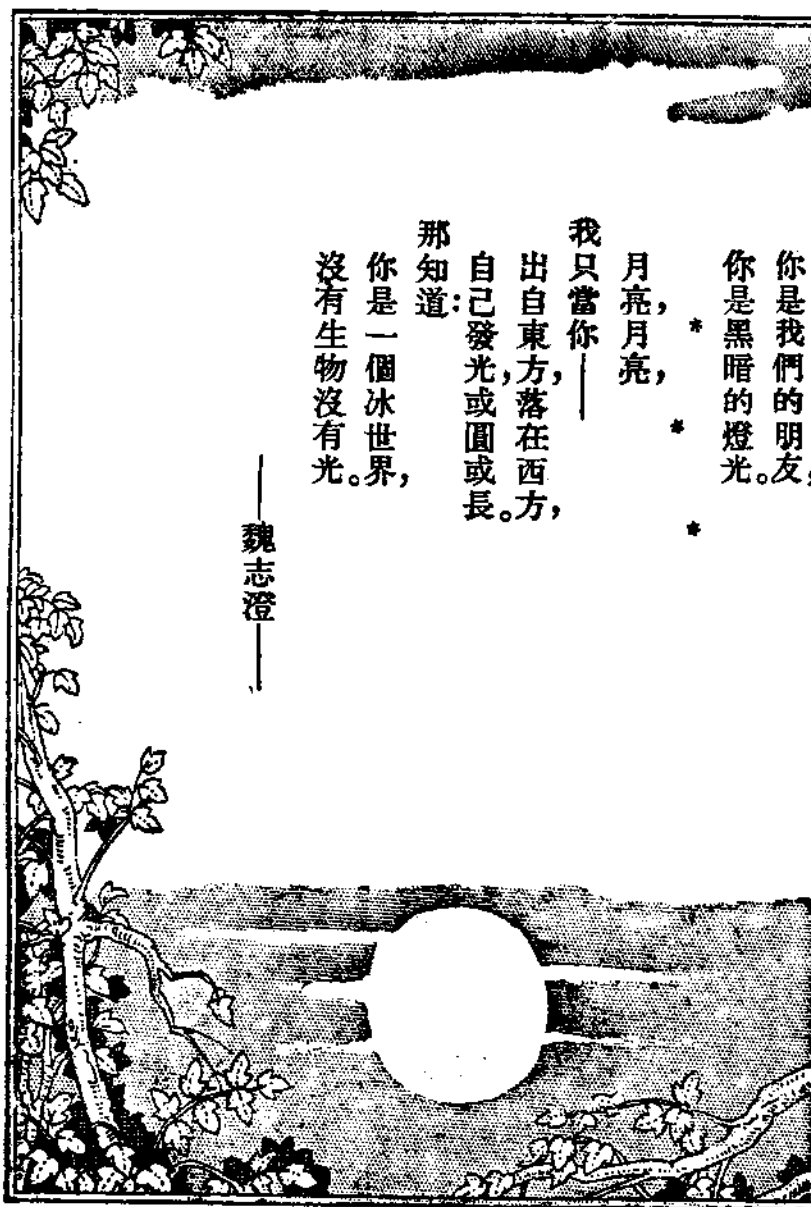 你是我們的朋友，
你是黑暗的燈光。
＊　＊　＊
月亮，月亮，
我只當你——
出自東方，落在西方，
自己發光，或圓或長。
那知道：
你是一個冰世界，
沒有生物沒有光。
——魏志澄——